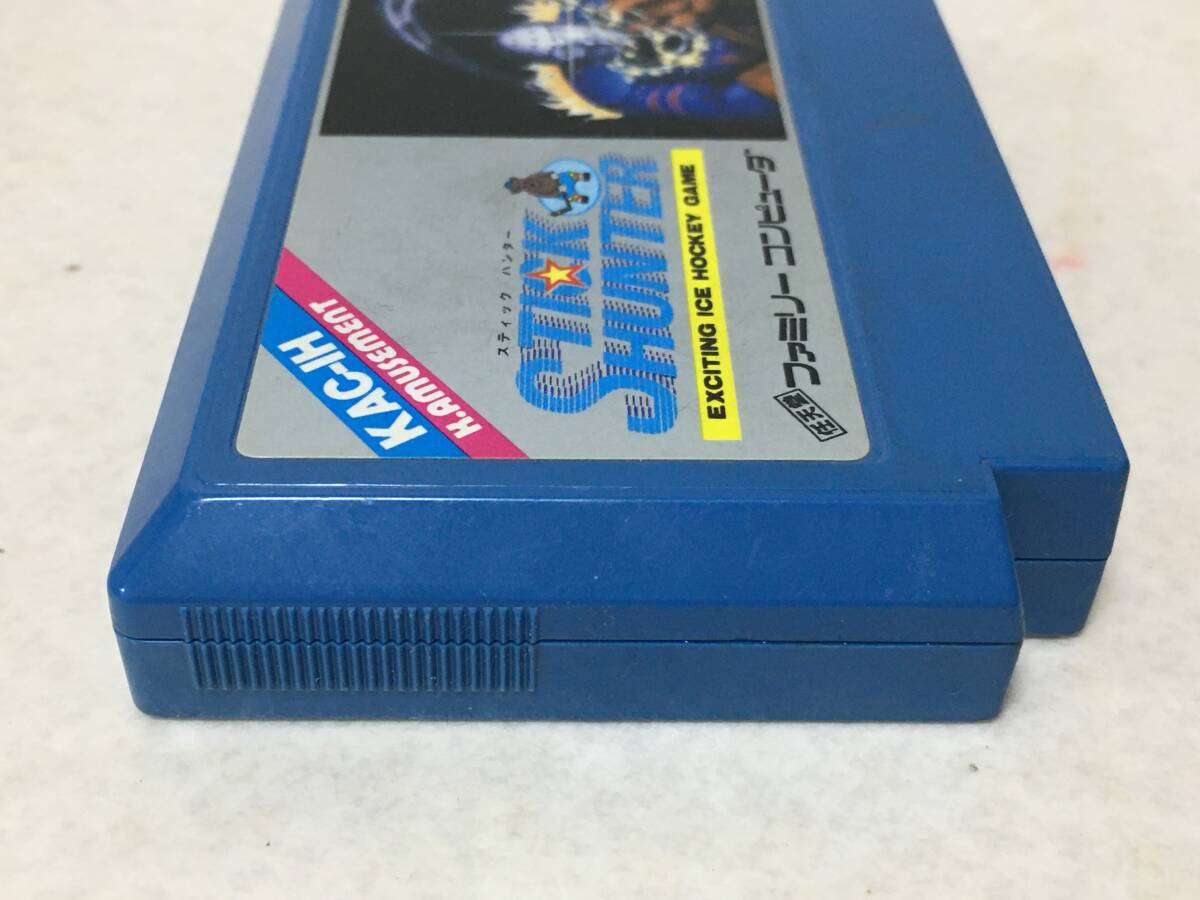 ファミリーコンピュータ
任天堂
EXCITING ICE HOCKEY GAME
スティック ハンター
STICK
HUNTER
K.AMUSEMENT
KAC-IH